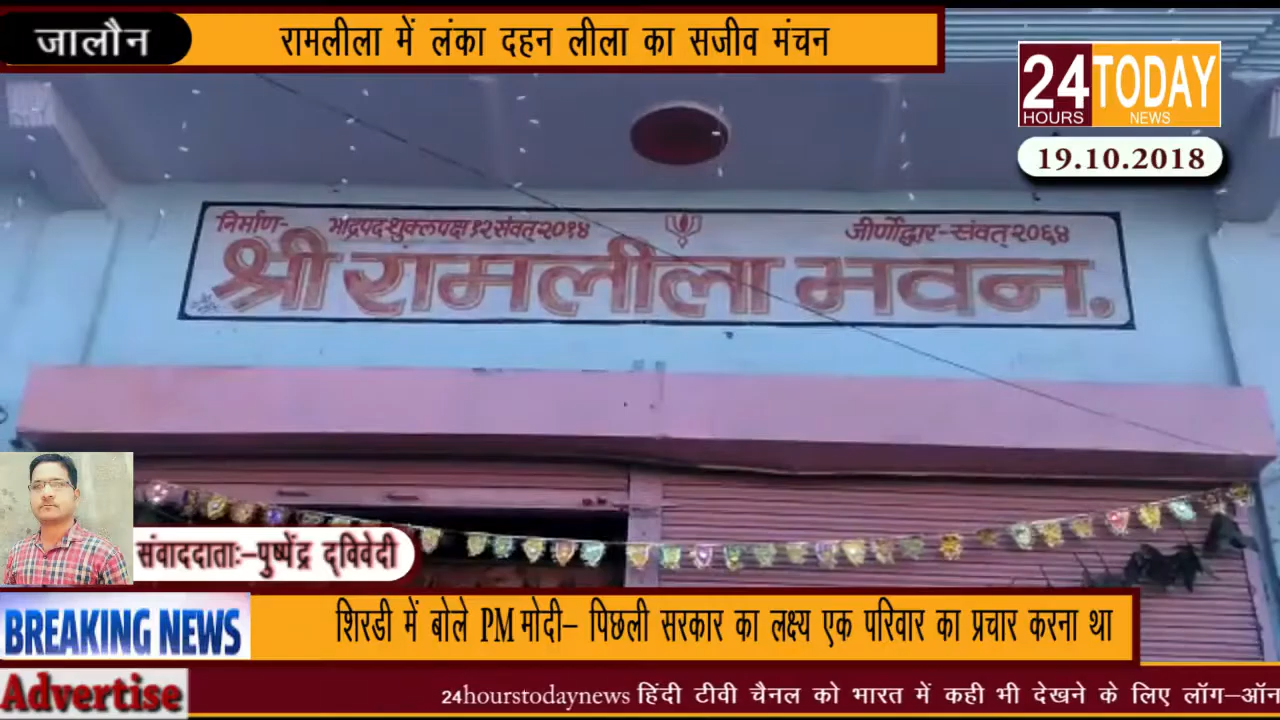 जालौन
रामलीला में लंका दहन लीला का सजीव मंचन
24 TODAY
HOURS NEWS
19.10.2018
निर्माण- भाद्रपद शुक्लपक्ष १२ संवत् २०१४ जीर्णोद्धार-संवत् २०६४
श्री रामलीला भवन.
संवाददाताः-पुष्पेंद्र द्विवेदी
BREAKING NEWS शिरडी में बोले PM मोदी- पिछली सरकार का लक्ष्य एक परिवार का प्रचार करना था
Advertise 24hourstodaynews हिंदी टीवी चैनल को भारत में कही भी देखने के लिए लॉग-ऑन